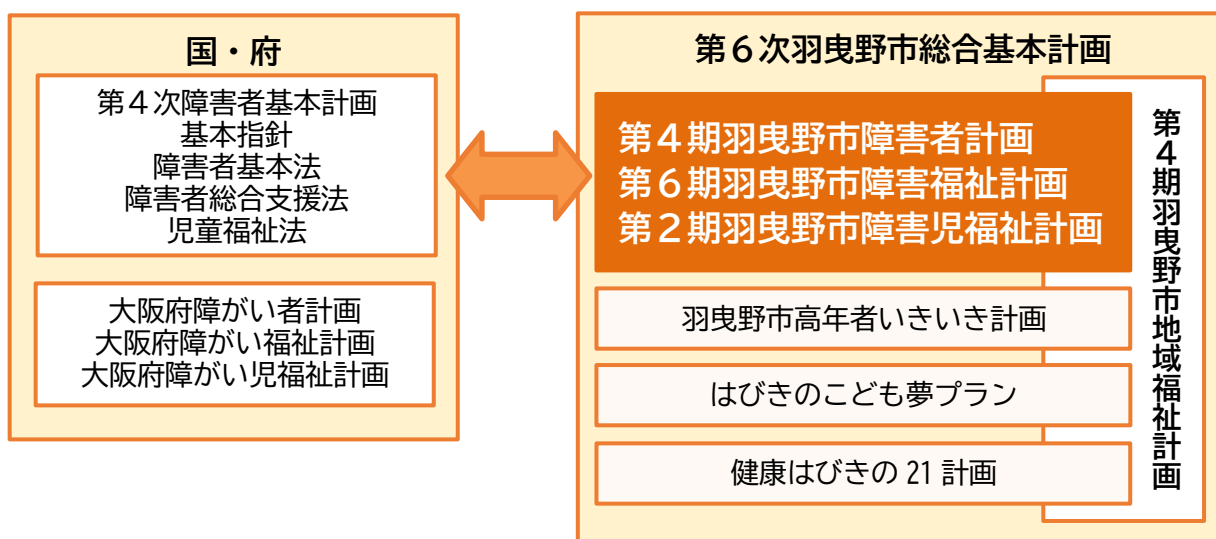 国・府
第４次障害者基本計画
基本指針
障害者基本法
障害者総合支援法
児童福祉法
大阪府障がい者計画
大阪府障がい福祉計画
大阪府障がい児福祉計画
第６次羽曳野市総合基本計画
第４期羽曳野市障害者計画
第６期羽曳野市障害福祉計画
第２期羽曳野市障害児福祉計画
羽曳野市高年者いきいき計画
はびきのこども夢プラン
健康はびきの 21 計画
第４期羽曳野市地域福祉計画